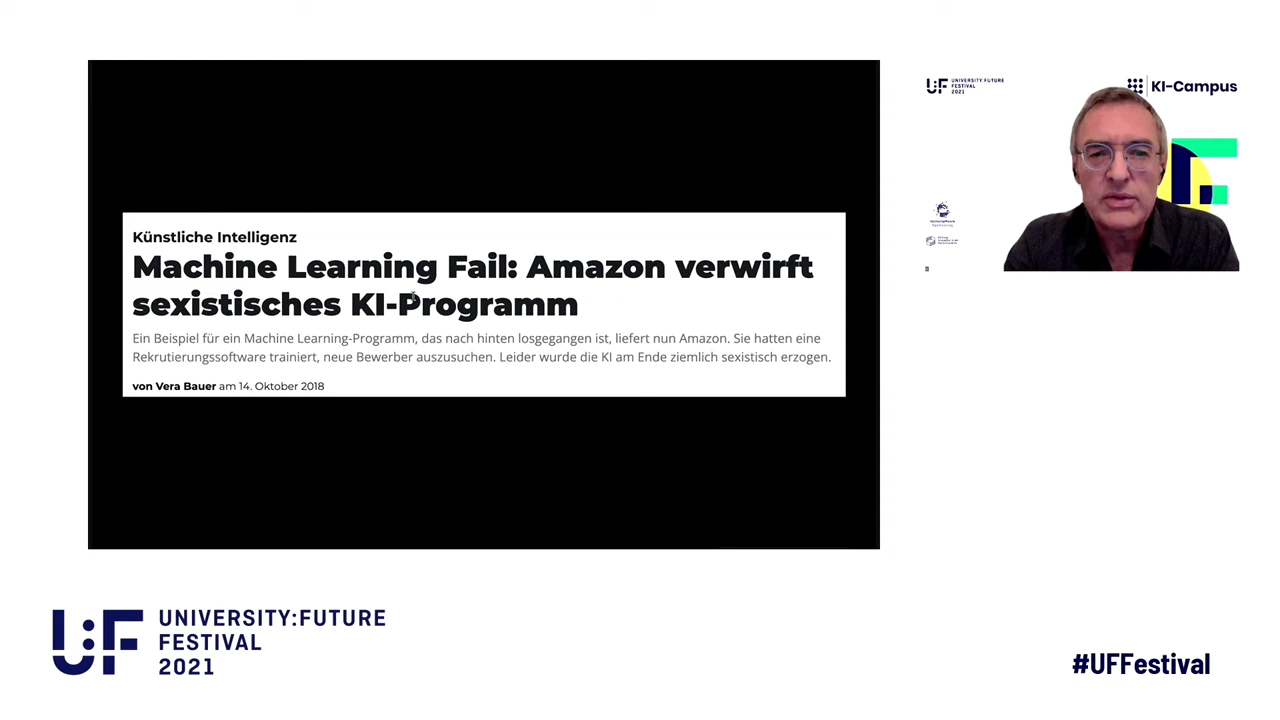 Künstliche Intelligenz
Machine Learning Fail: Amazon verwirft
sexistisches KI-Programm
Ein Beispiel für ein Machine Learning-Programm, das nach hinten losgegangen ist, liefert nun Amazon. Sie hatten eine
Rekrutierungssoftware trainiert, neue Bewerber auszusuchen. Leider wurde die KI am Ende ziemlich sexistisch erzogen.
von Vera Bauer am 14. Oktober 2018
U:F UNIVERSITY:FUTURE
FESTIVAL
2021
KI-Campus
U:F UNIVERSITY:FUTURE
FESTIVAL
2021
#UFFestival